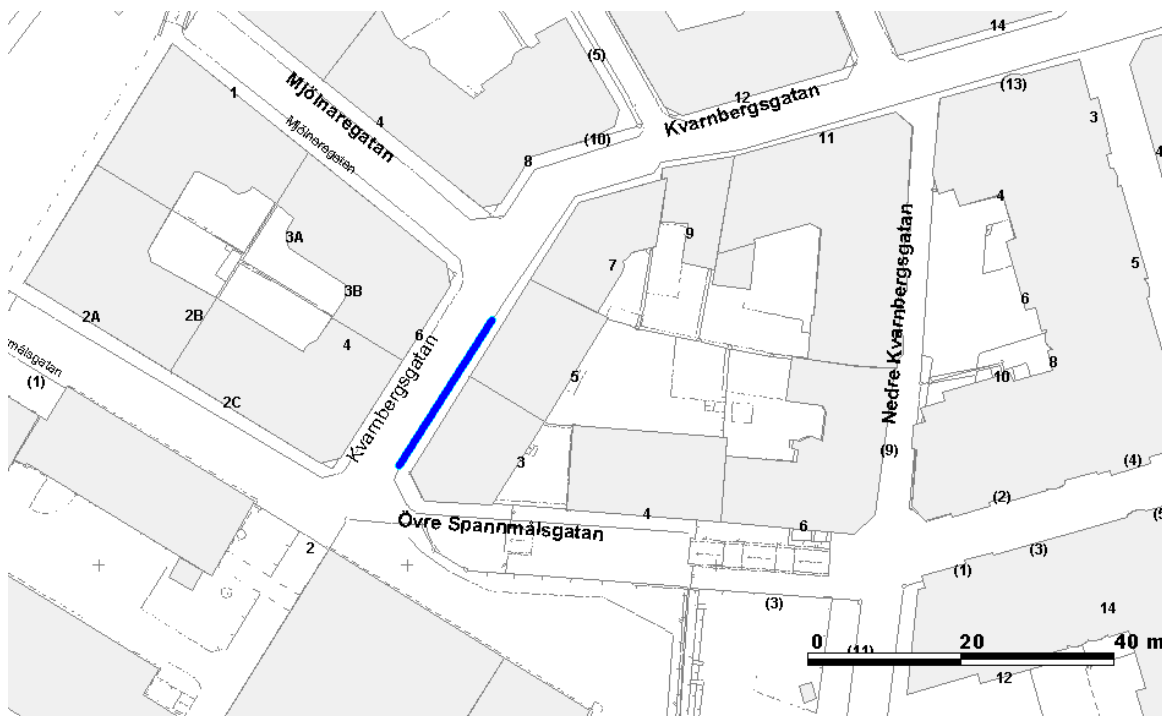 14
(5)
12
Kvarnbergsgatan
(13)
3
4
1
Mjölnaregatan
4
Mjölnaregatan
(10)
8
11
4
3A
9
7
Nedre Kvarnbergsgatan
5
3B
6
2A
2B
4
6
Kvarnbergsgatan
5
10
8
(1)
2C
3
(9)
(4)
(2)
Övre Spannmålsgatan
4
6
2
(3)
(1)
(3)
14
0 20 40 m
(11)
12